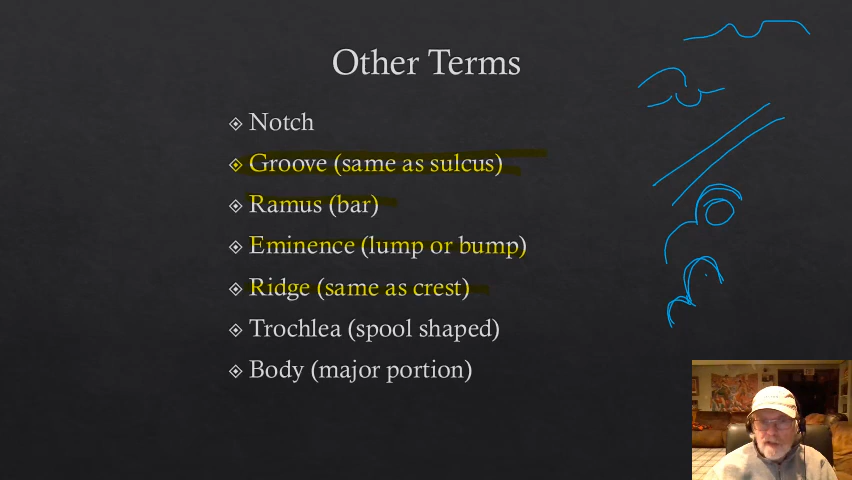 Other Terms
Notch
Groove (same as sulcus)
Ramus (bar)
Eminence (lump or bump)
Ridge (same as crest)
Trochlea (spool shaped)
Body (major portion)